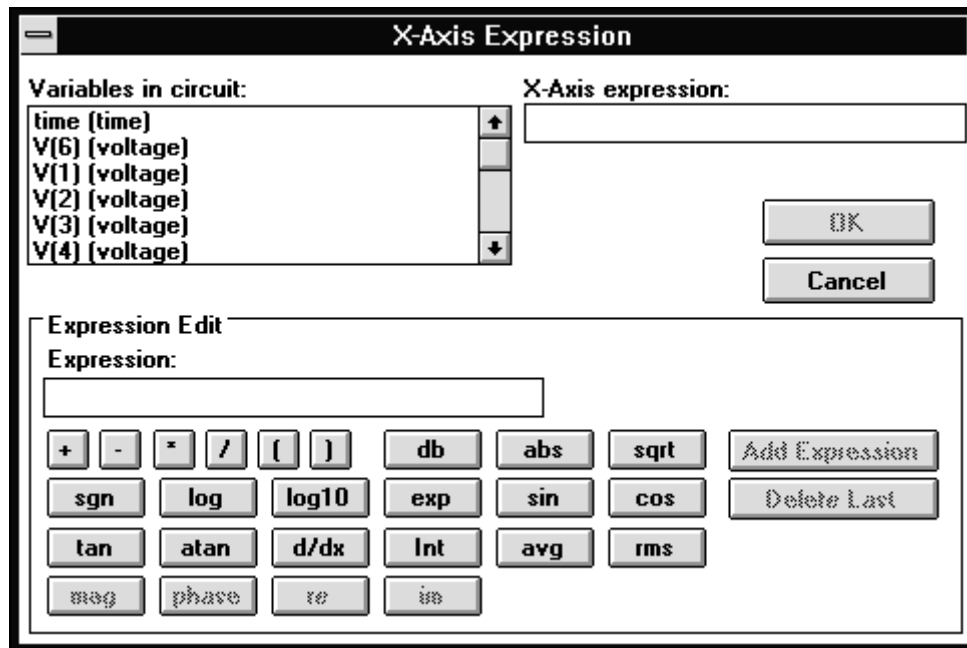 X-Axis Expression
Variables in circuit:
time (time)
V(6) (voltage)
V(1) (voltage)
V(2) (voltage)
V(3) (voltage)
V(4) (voltage)
X-Axis expression:
OK
Cancel
Expression Edit
Expression:
+ - * / ( ) db abs sqrt Add Expression
sgn log log10 exp sin cos Delete Last
tan atan d/dx Int avg rms
mag phase re im